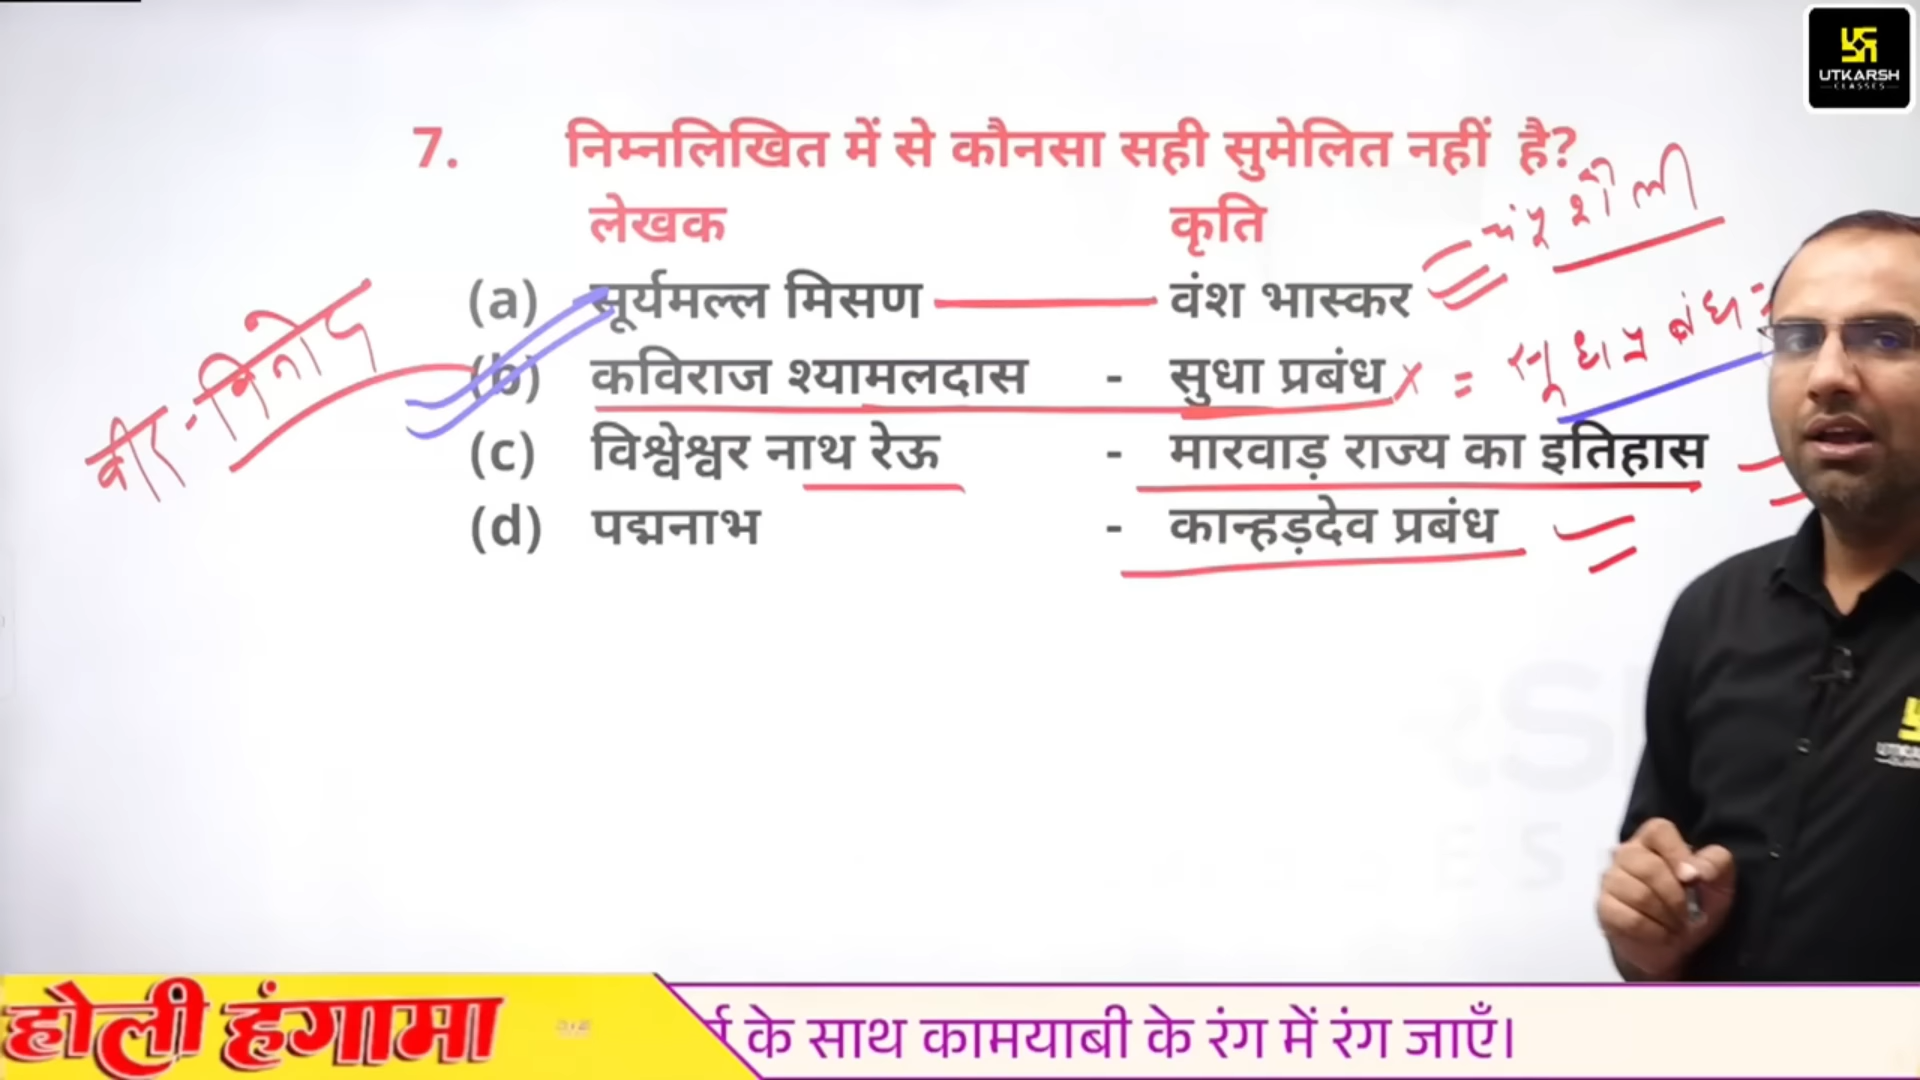 UTKARSH
CLASSES
7. निम्नलिखित में से कौनसा सही सुमेलित नहीं है?
लेखक कृति
चंपू शैली
(a) सूर्यमल्ल मिसण वंश भास्कर
वीर-विनोद
(b) कविराज श्यामलदास - सुधा प्रबंध x = सुधा प्रबंध =
(c) विश्वेश्वर नाथ रेऊ - मारवाड़ राज्य का इतिहास
(d) पद्मनाभ - कान्हड़देव प्रबंध
होली हंगामा
के साथ कामयाबी के रंग में रंग जाएँ।